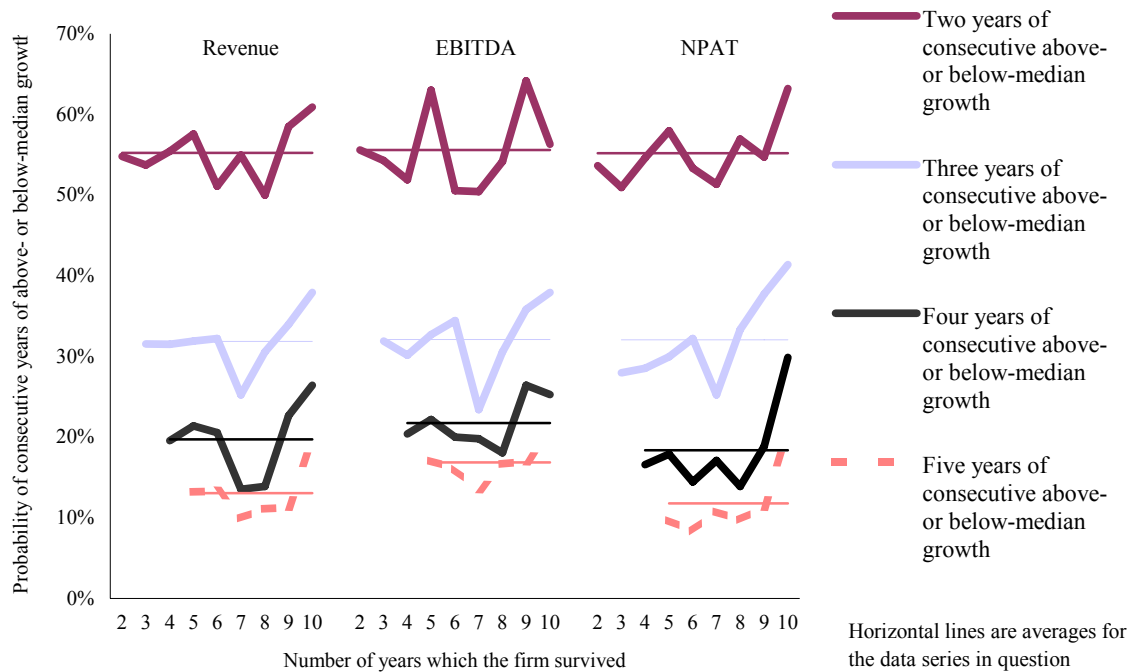 Probability of consecutive years of above- or below-median growth
70%
60%
50%
40%
30%
20%
10%
0%
Revenue
EBITDA
NPAT
2 3 4 5 6 7 8 9 10
2 3 4 5 6 7 8 9 10
2 3 4 5 6 7 8 9 10
Number of years which the firm survived
Two years of
consecutive above-
or below-median
growth
Three years of
consecutive above-
or below-median
growth
Four years of
consecutive above-
or below-median
growth
Five years of
consecutive above-
or below-median
growth
Horizontal lines are averages for
the data series in question